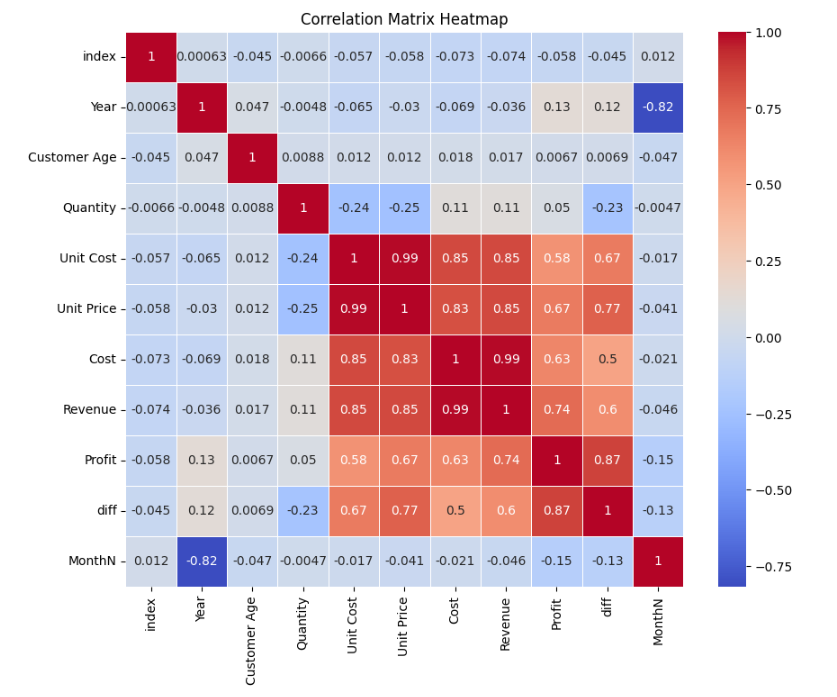 Correlation Matrix Heatmap
index 1 0.00063 -0.045 -0.0066 -0.057 -0.058 -0.073 -0.074 -0.058 -0.045 0.012
Year 0.00063 1 0.047 -0.0048 -0.065 -0.03 -0.069 -0.036 0.13 0.12 -0.82
Customer Age -0.045 0.047 1 0.0088 0.012 0.012 0.018 0.017 0.0067 0.0069 -0.047
Quantity -0.0066 -0.0048 0.0088 1 -0.24 -0.25 0.11 0.11 0.05 -0.23 -0.0047
Unit Cost -0.057 -0.065 0.012 -0.24 1 0.99 0.85 0.85 0.58 0.67 -0.017
Unit Price -0.058 -0.03 0.012 -0.25 0.99 1 0.83 0.85 0.67 0.77 -0.041
Cost -0.073 -0.069 0.018 0.11 0.85 0.83 1 0.99 0.63 0.5 -0.021
Revenue -0.074 -0.036 0.017 0.11 0.85 0.85 0.99 1 0.74 0.6 -0.046
Profit -0.058 0.13 0.0067 0.05 0.58 0.67 0.63 0.74 1 0.87 -0.15
diff -0.045 0.12 0.0069 -0.23 0.67 0.77 0.5 0.6 0.87 1 -0.13
MonthN 0.012 -0.82 -0.047 -0.0047 -0.017 -0.041 -0.021 -0.046 -0.15 -0.13 1
index Year Customer Age Quantity Unit Cost Unit Price Cost Revenue Profit diff MonthN
1.00
0.75
0.50
0.25
0.00
−0.25
−0.50
−0.75